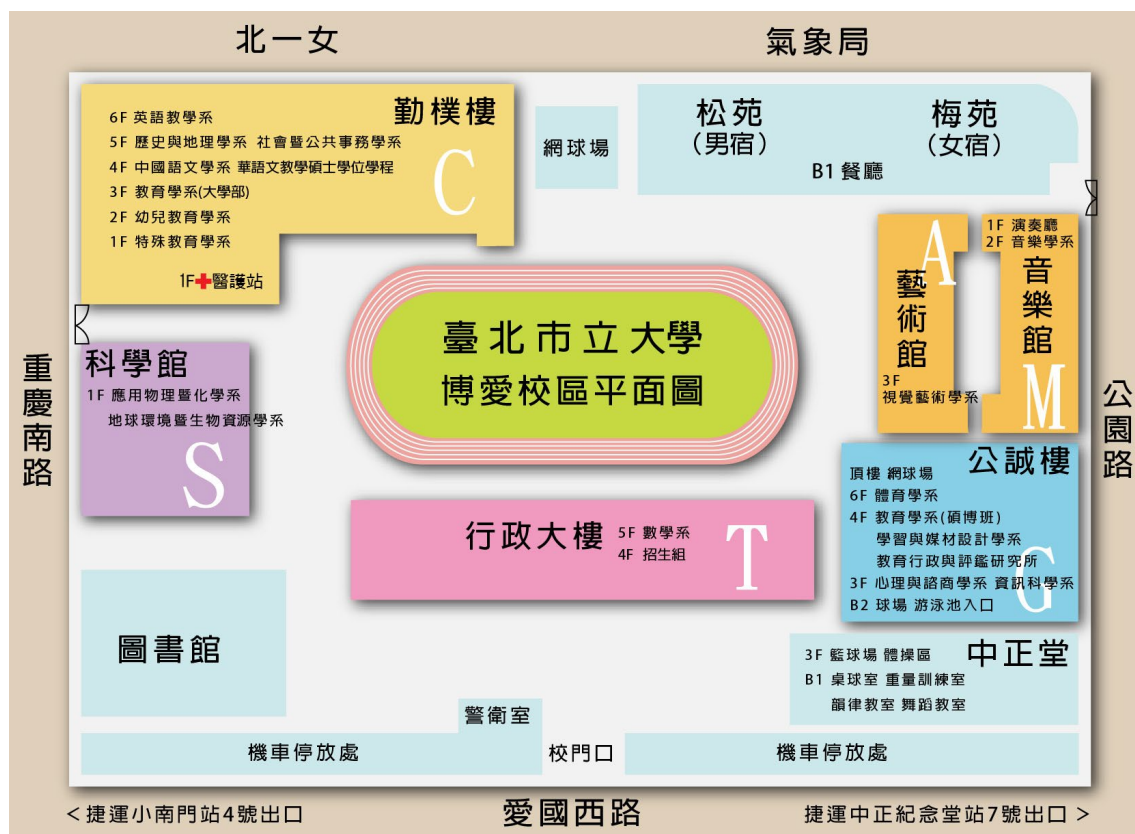 北一女
氣象局
勤樸樓
6F 英語教學系
5F 歷史與地理學系 社會暨公共事務學系
4F 中國語文學系 華語文教學碩士學位學程
3F 教育學系(大學部)
2F 幼兒教育學系
1F 特殊教育學系
1F 醫護站
C
網球場
松苑
(男宿)
梅苑
(女宿)
B1 餐廳
A
藝術館
3F
視覺藝術學系
1F 演奏廳
2F 音樂學系
音樂館
M
臺北市立大學
博愛校區平面圖
重慶南路
科學館
1F 應用物理暨化學系
地球環境暨生物資源學系
S
公園路
公誠樓
頂樓 網球場
6F 體育學系
4F 教育學系(碩博班)
學習與媒材設計學系
教育行政與評鑑研究所
3F 心理與諮商學系 資訊科學系
B2 球場 游泳池入口
G
行政大樓
5F 數學系
4F 招生組
T
圖書館
中正堂
3F 籃球場 體操區
B1 桌球室 重量訓練室
韻律教室 舞蹈教室
警衛室
機車停放處
校門口
機車停放處
<捷運小南門站4號出口
愛國西路
捷運中正紀念堂站7號出口>